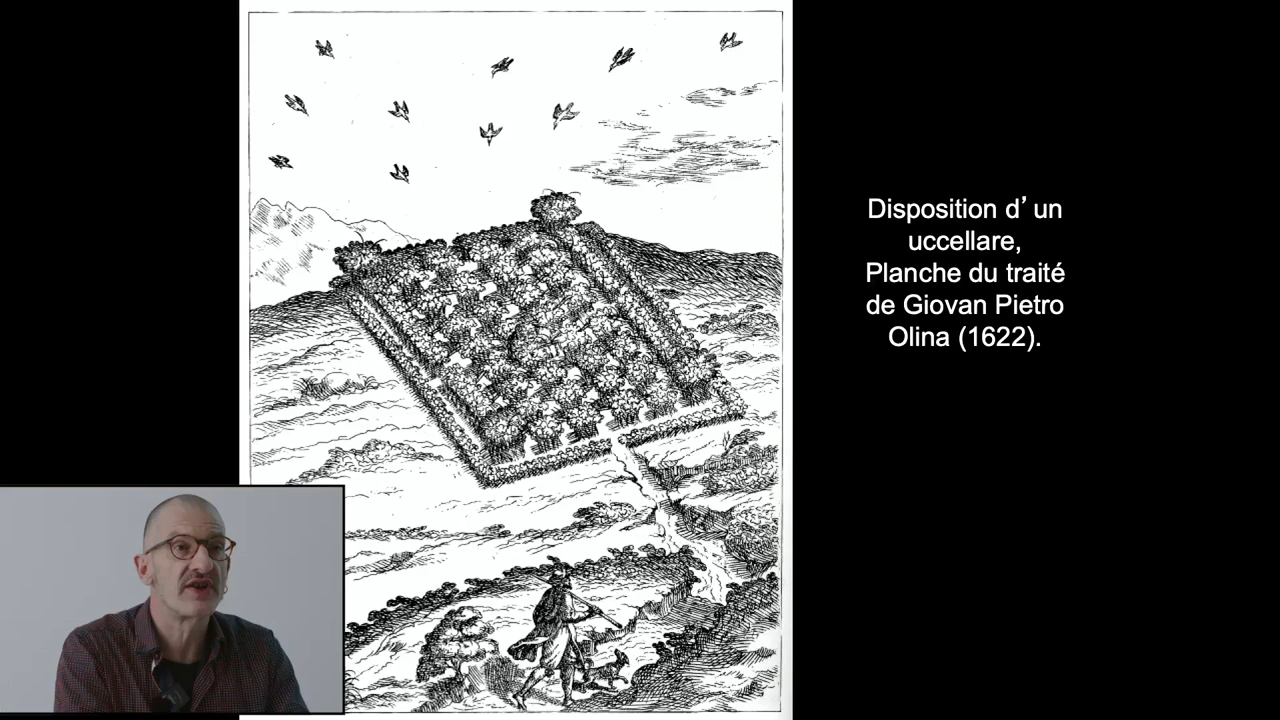 Disposition d’un
uccellare,
Planche du traité
de Giovan Pietro
Olina (1622).